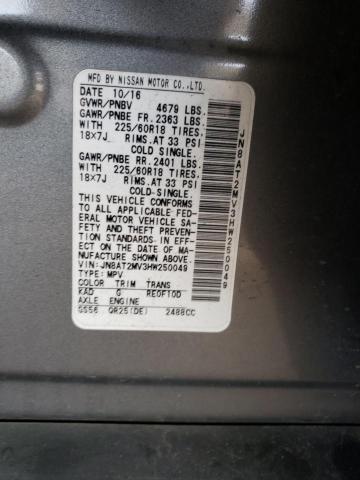 MFD BY NISSAN MOTOR CO.,LTD.
DATE 10/16
GVWR/PNBV 4679 LBS.
GAWR/PNBE FR. 2363 LBS.
WITH 225/60R18 TIRES.
18X7J RIMS. AT 33 PSI
COLD SINGLE.
GAWR/PNBE RR. 2401 LBS.
WITH 225/60R18 TIRES.
18X7J RIMS. AT 33 PSI
COLD SINGLE.
THIS VEHICLE CONFORMS
TO ALL APPLICABLE FED-
ERAL MOTOR VEHICLE SA-
FETY AND THEFT PREVENTION
STANDARDS IN EFFECT
ON THE DATE OF MA-
NUFACTURE SHOWN ABOVE.
VIN: JN8AT2MV3HW250049
TYPE: MPV
COLOR TRIM TRANS
KAD G RE0F10D
AXLE ENGINE
GS56 QR25(DE) 2488CC
JN8AT2MV3HW250049